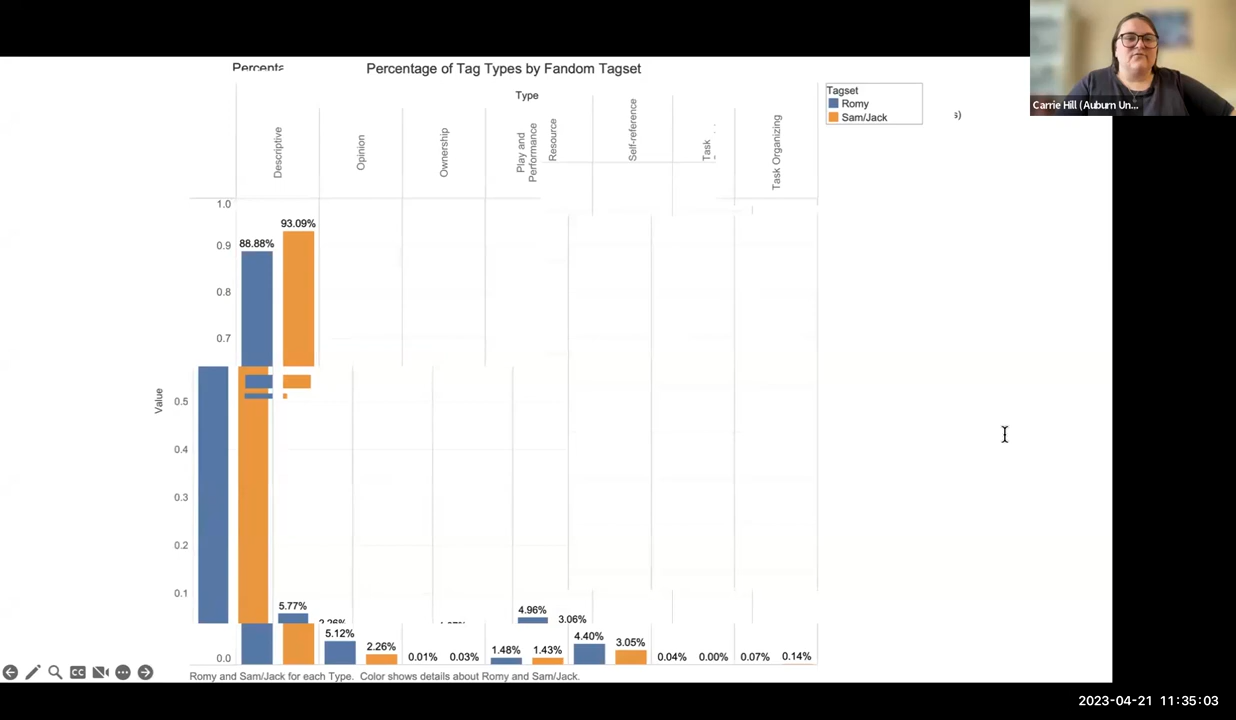 Percentage of Tag Types by Fandom Tagset
Type
Tagset
Romy
Sam/Jack
s)
Descriptive
Opinion
Ownership
Play and
Performance
Resource
Self-reference
Task
Task Organizing
1.0
93.09%
88.88%
0.9
0.8
0.7
Value
0.5
0.4
0.3
0.2
0.1
5.77%
4.96%
3.06%
5.12%
2.26%
0.01%
0.03%
1.48%
1.43%
4.40%
3.05%
0.04%
0.00%
0.07%
0.14%
0.0
Romy and Sam/Jack for each Type. Color shows details about Romy and Sam/Jack.
Carrie Hill (Auburn Un...
CC
2023-04-21 11:35:03